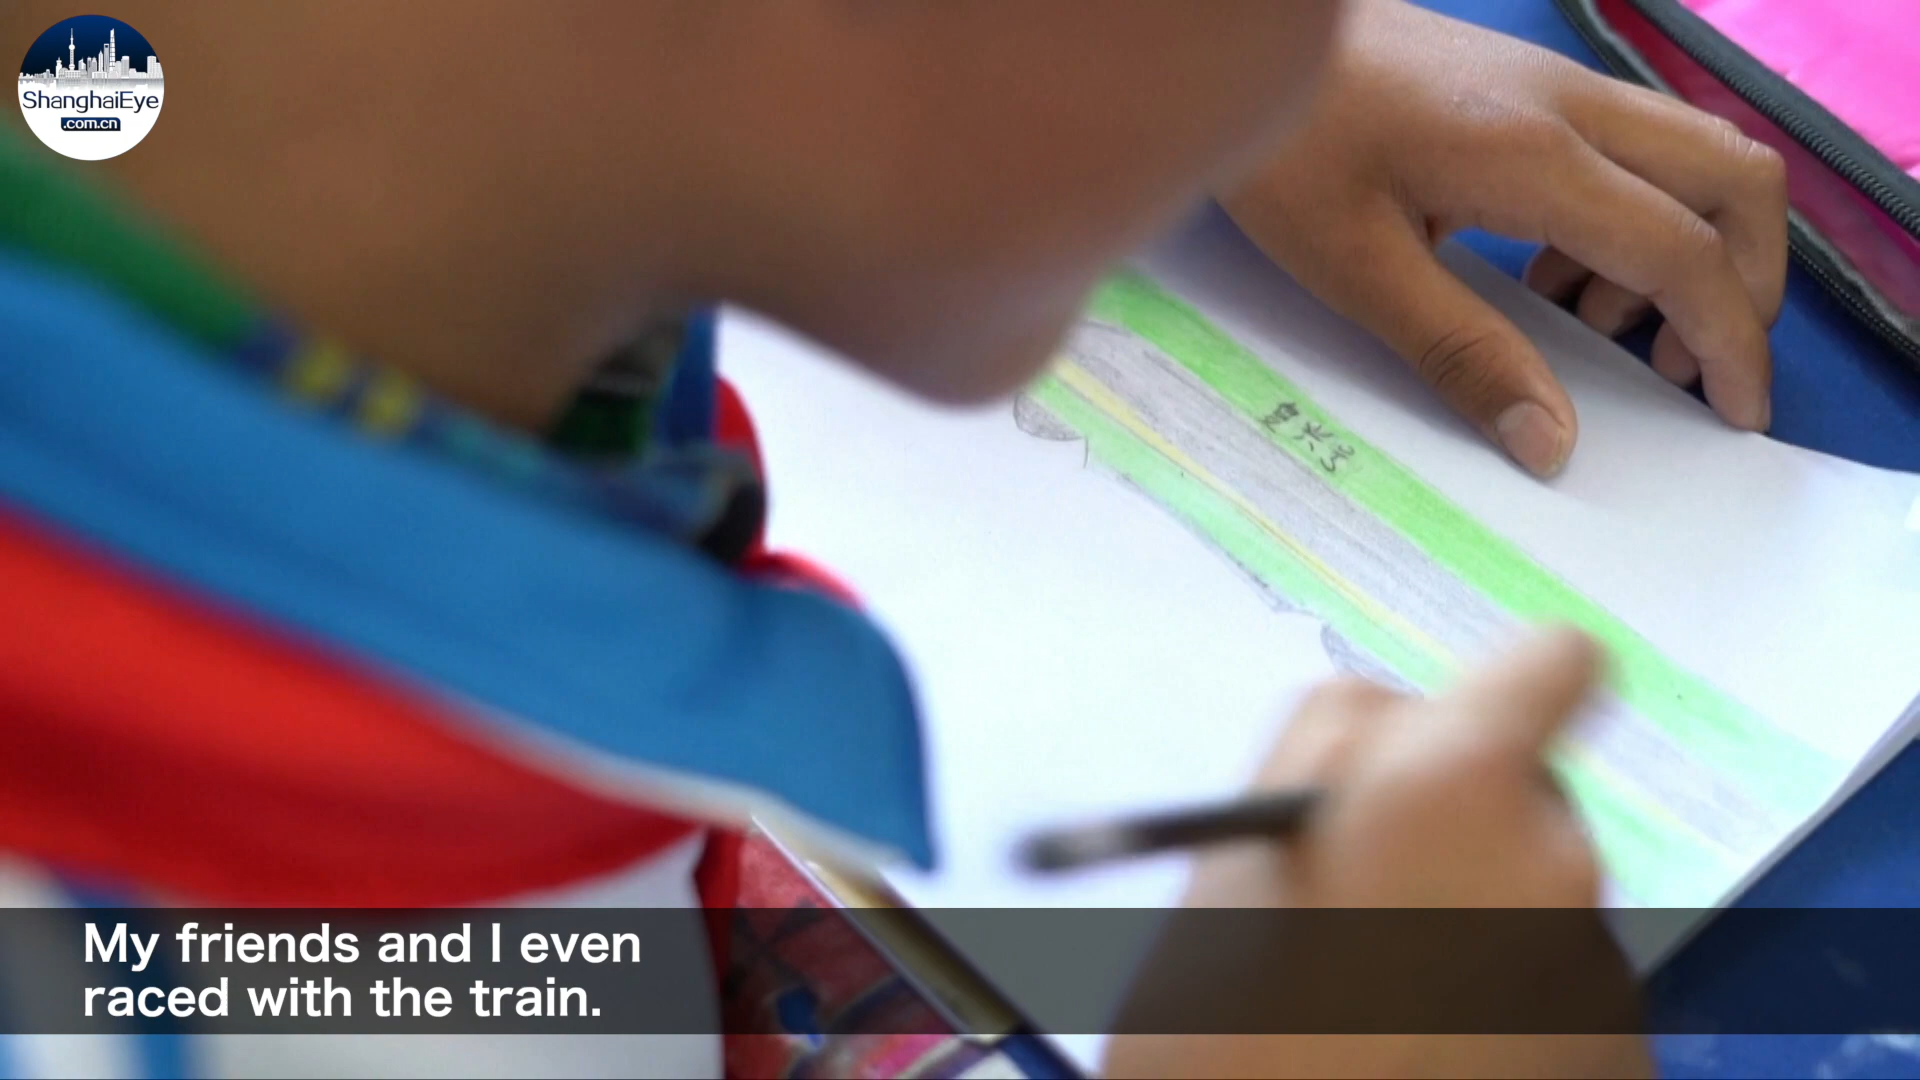 ShanghaiEye
.com.cn
My friends and I even
raced with the train.